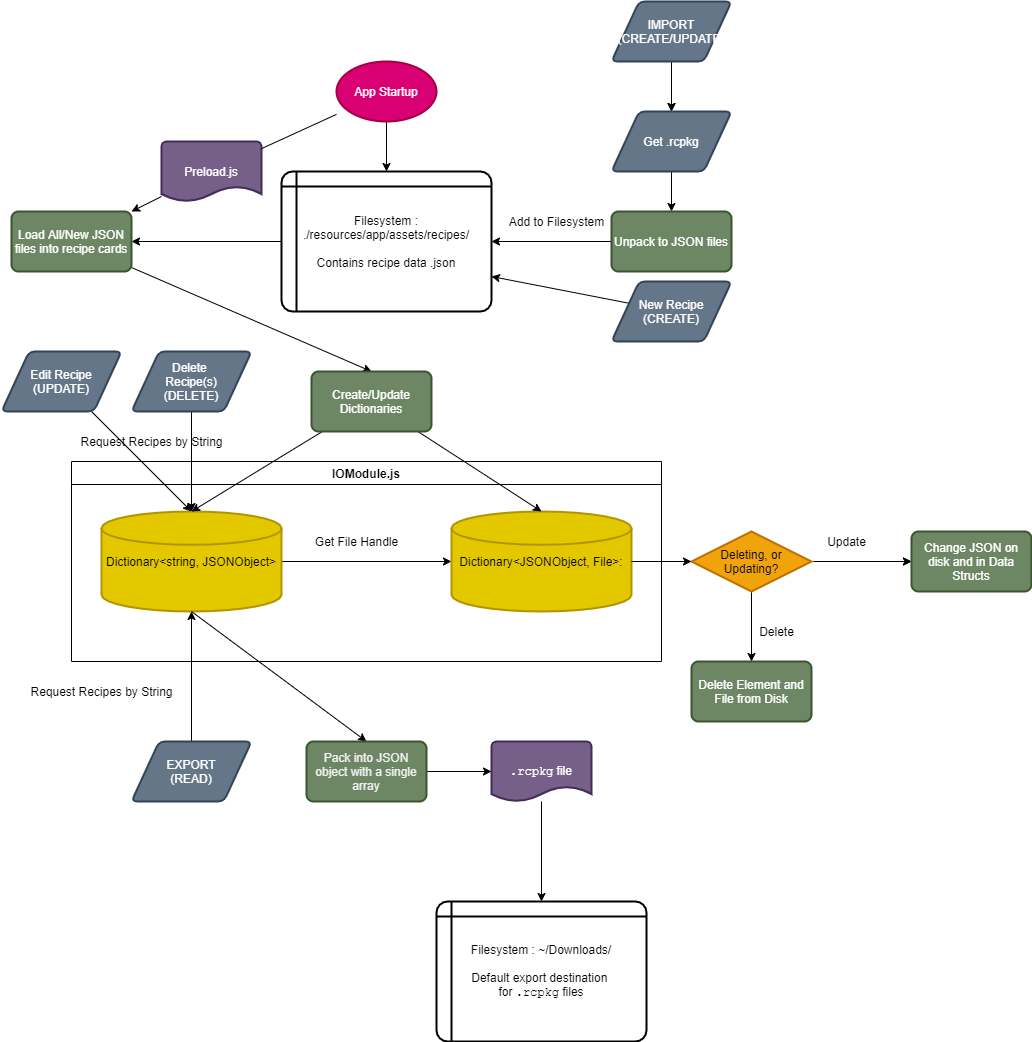 IMPORT
(CREATE/UPDATE
App Startup
Get .rcpkg
Preload.js
Filesystem :
./resources/app/assets/recipes/
Contains recipe data .json
Add to Filesystem
Load All/New JSON
files into recipe cards
Unpack to JSON files
New Recipe
(CREATE)
Edit Recipe
(UPDATE)
Delete
Recipe(s)
(DELETE)
Create/Update
Dictionaries
Request Recipes by String
IOModule.js
Dictionary<string, JSONObject>
Get File Handle
Dictionary<JSONObject, File>:
Deleting, or
Updating?
Update
Change JSON on
disk and in Data
Structs
Delete
Delete Element and
File from Disk
Request Recipes by String
EXPORT
(READ)
Pack into JSON
object with a single
array
.rcpkg file
Filesystem : ~/Downloads/
Default export destination
for .rcpkg files